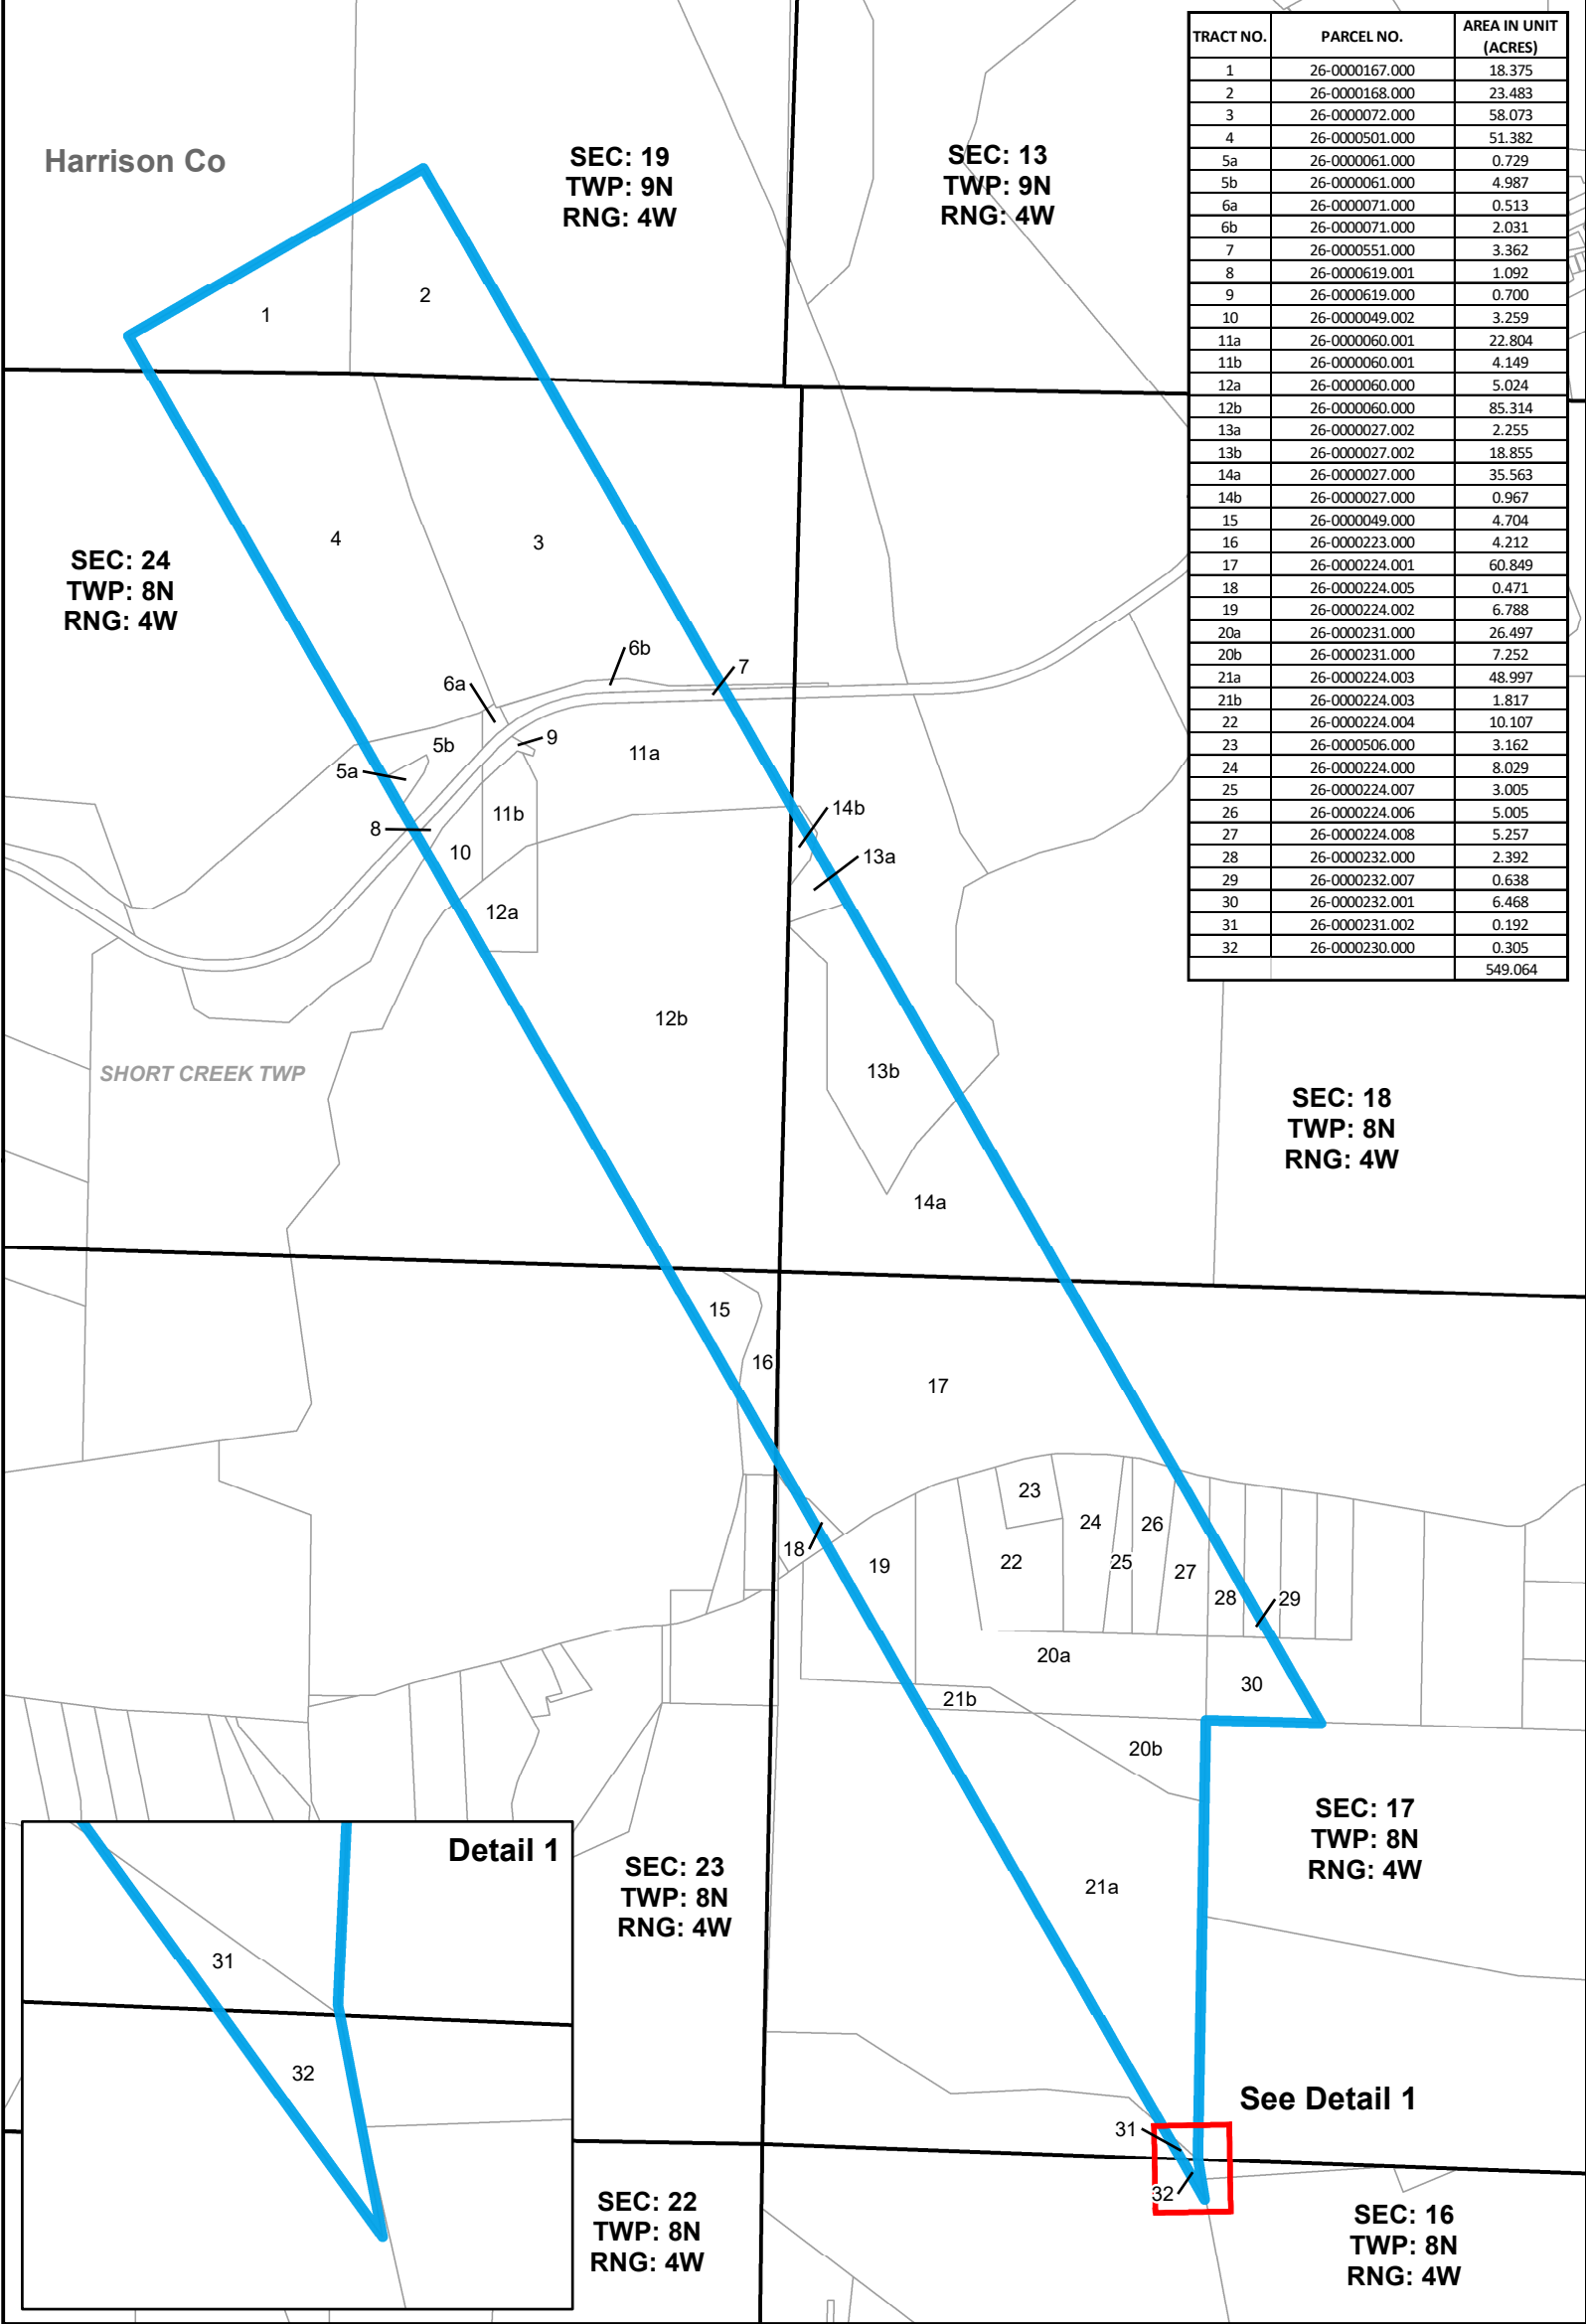 TRACT NO. PARCEL NO. AREA IN UNIT (ACRES)
1 26-0000167.000 18.375
2 26-0000168.000 23.483
3 26-0000072.000 58.073
4 26-0000501.000 51.382
5a 26-0000061.000 0.729
5b 26-0000061.000 4.987
6a 26-0000071.000 0.513
6b 26-0000071.000 2.031
7 26-0000551.000 3.362
8 26-0000619.001 1.092
9 26-0000619.000 0.700
10 26-0000049.002 3.259
11a 26-0000060.001 22.804
11b 26-0000060.001 4.149
12a 26-0000060.000 5.024
12b 26-0000060.000 85.314
13a 26-0000027.002 2.255
13b 26-0000027.002 18.855
14a 26-0000027.000 35.563
14b 26-0000027.000 0.967
15 26-0000049.000 4.704
16 26-0000223.000 4.212
17 26-0000224.001 60.849
18 26-0000224.005 0.471
19 26-0000224.002 6.788
20a 26-0000231.000 26.497
20b 26-0000231.000 7.252
21a 26-0000224.003 48.997
21b 26-0000224.003 1.817
22 26-0000224.004 10.107
23 26-0000506.000 3.162
24 26-0000224.000 8.029
25 26-0000224.007 3.005
26 26-0000224.006 5.005
27 26-0000224.008 5.257
28 26-0000232.000 2.392
29 26-0000232.007 0.638
30 26-0000232.001 6.468
31 26-0000231.002 0.192
32 26-0000230.000 0.305
549.064
Harrison Co
SEC: 19
TWP: 9N
RNG: 4W
SEC: 13
TWP: 9N
RNG: 4W
1
2
4
3
SEC: 24
TWP: 8N
RNG: 4W
6b
7
6a
5b
9
11a
5a
14b
8
11b
10
13a
12a
12b
SHORT CREEK TWP
13b
SEC: 18
TWP: 8N
RNG: 4W
14a
15
16
17
23
24
26
18
19
22
25
27
28
29
20a
30
21b
20b
SEC: 17
TWP: 8N
RNG: 4W
Detail 1
SEC: 23
TWP: 8N
RNG: 4W
21a
31
32
See Detail 1
31
32
SEC: 22
TWP: 8N
RNG: 4W
SEC: 16
TWP: 8N
RNG: 4W